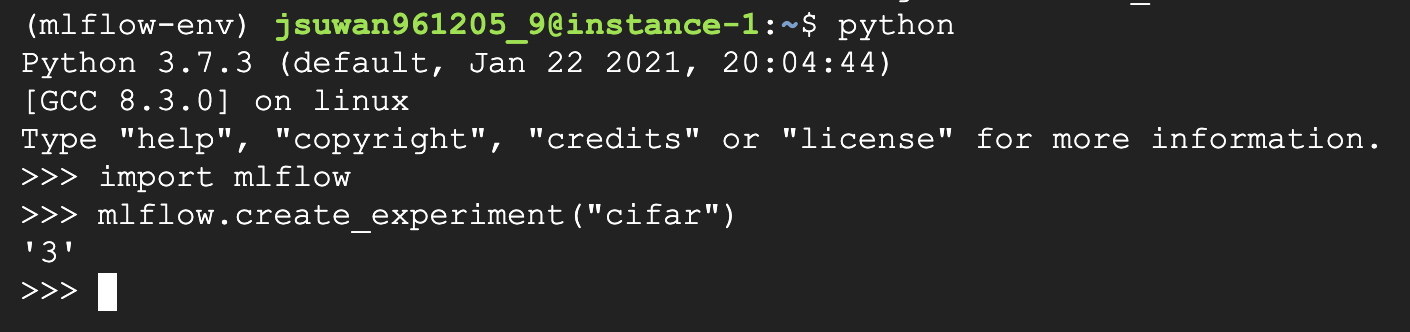 (mlflow-env) jsuwan961205_9@instance-1:~$ python
Python 3.7.3 (default, Jan 22 2021, 20:04:44)
[GCC 8.3.0] on linux
Type "help", "copyright", "credits" or "license" for more information.
>>> import mlflow
>>> mlflow.create_experiment("cifar")
'3'
>>>